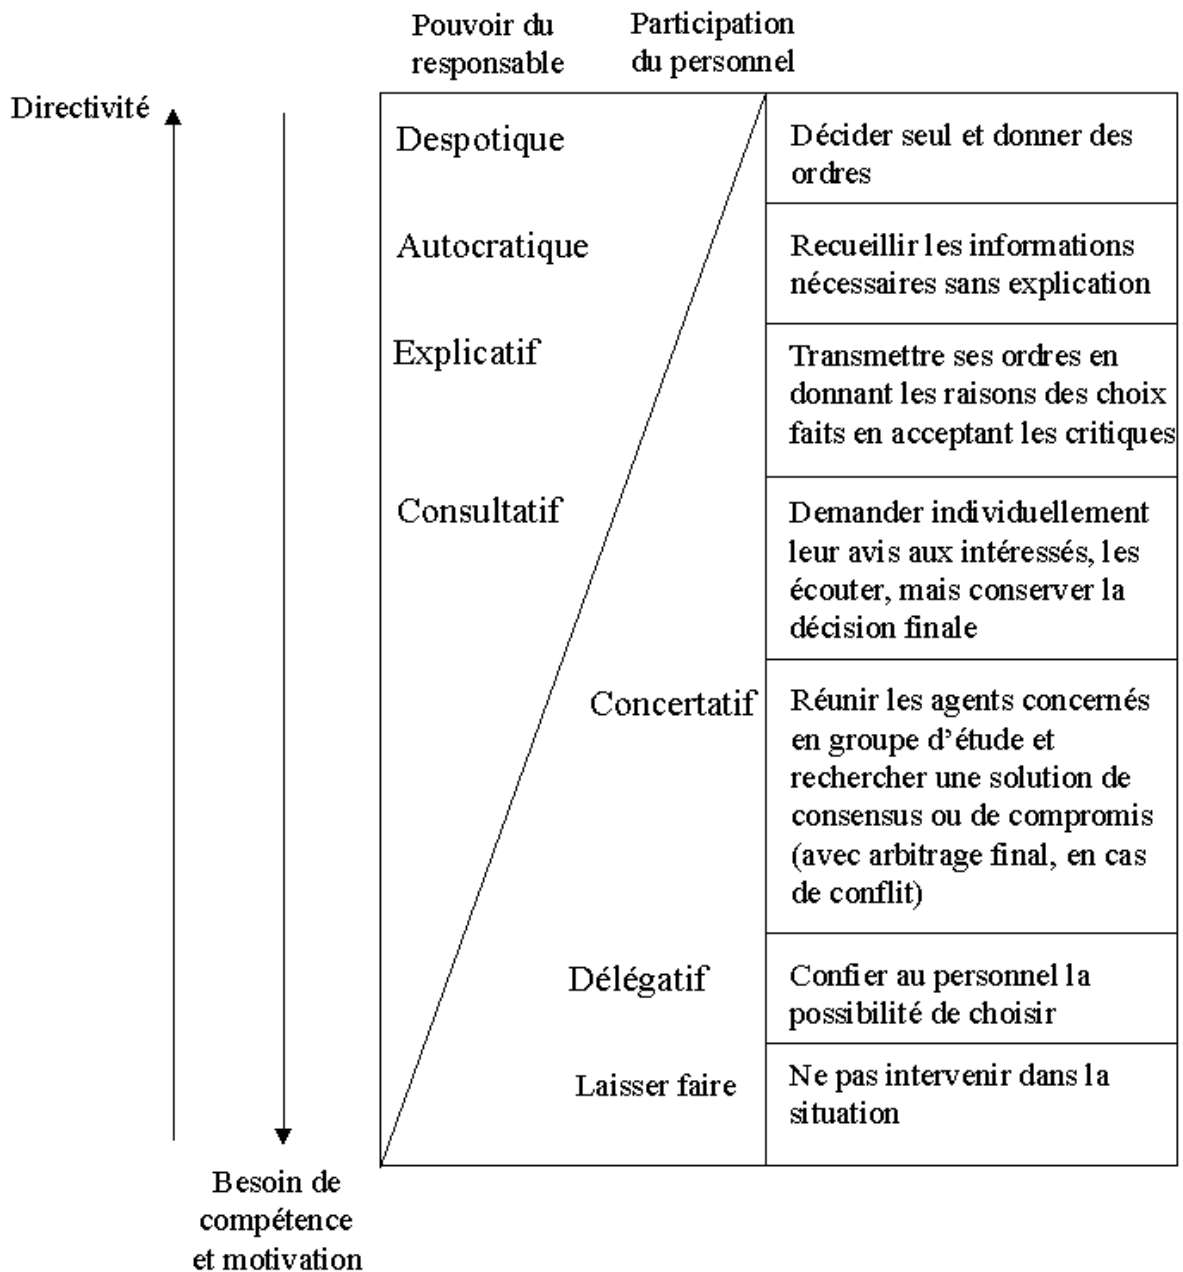 Pouvoir du
responsable
Participation
du personnel
Directivité
Despotique
Décider seul et donner des
ordres
Autocratique
Recueillir les informations
nécessaires sans explication
Explicatif
Transmettre ses ordres en
donnant les raisons des choix
faits en acceptant les critiques
Consultatif
Demander individuellement
leur avis aux intéressés, les
écouter, mais conserver la
décision finale
Concertatif
Réunir les agents concernés
en groupe d’étude et
rechercher une solution de
consensus ou de compromis
(avec arbitrage final, en cas
de conflit)
Délégatif
Confier au personnel la
possibilité de choisir
Laisser faire
Ne pas intervenir dans la
situation
Besoin de
compétence
et motivation